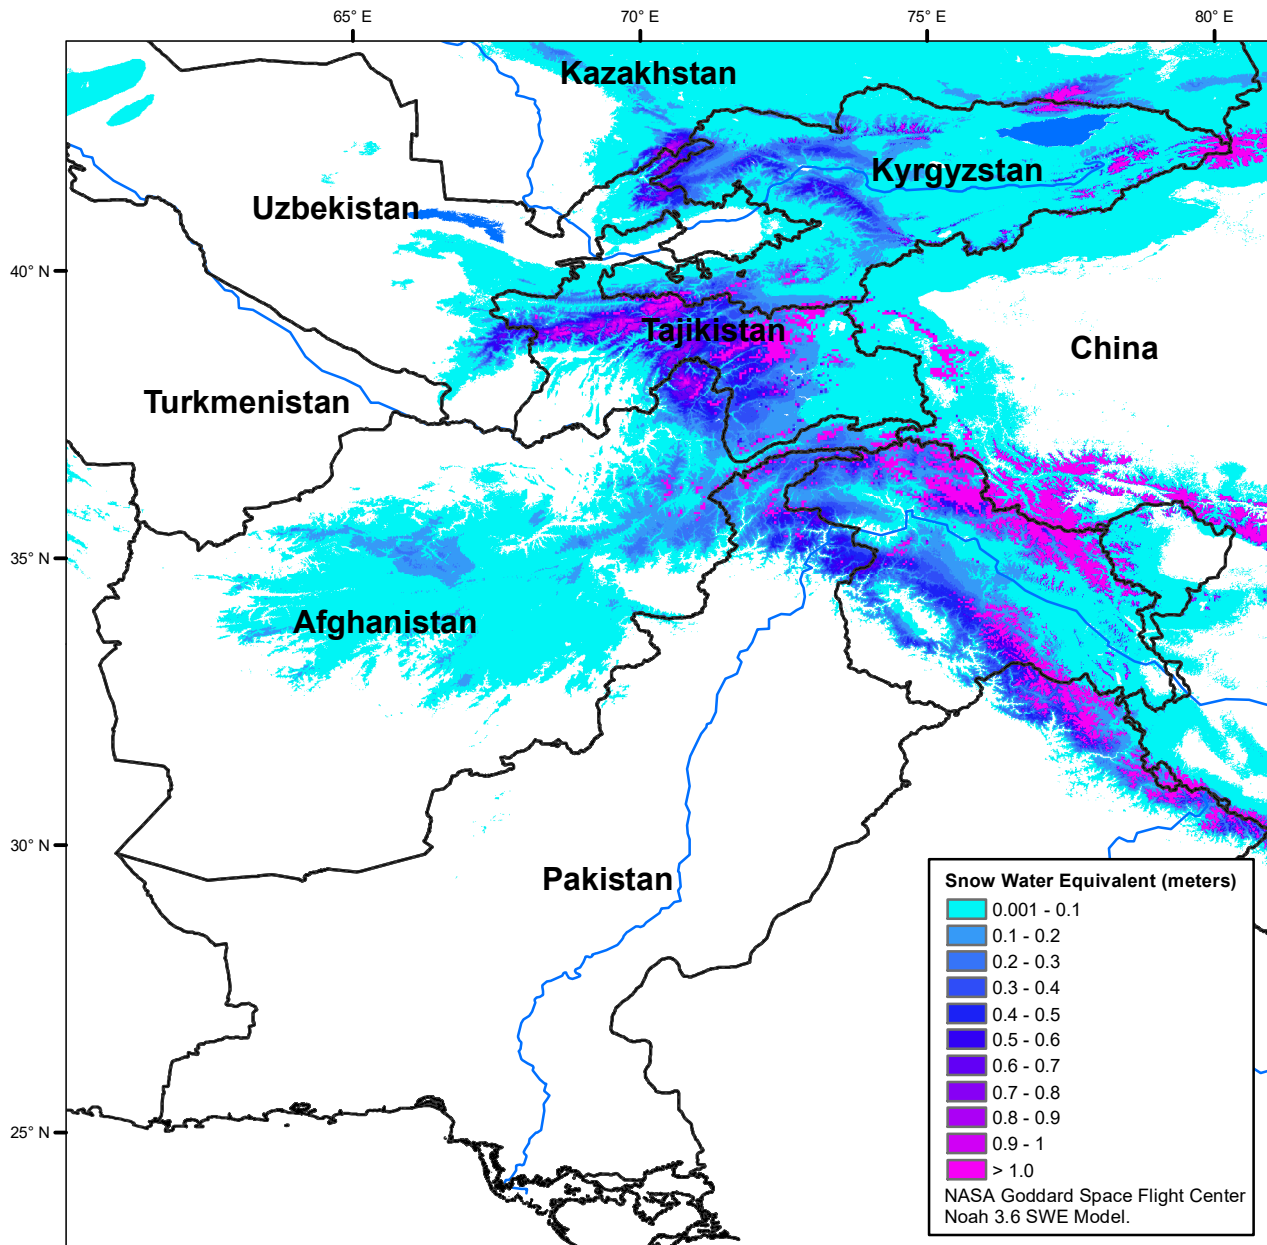 65° E
70° E
75° E
80° E
Kazakhstan
Kyrgyzstan
Uzbekistan
40° N
Tajikistan
China
Turkmenistan
35° N
Afghanistan
30° N
Pakistan
25° N
Snow Water Equivalent (meters)
0.001 - 0.1
0.1 - 0.2
0.2 - 0.3
0.3 - 0.4
0.4 - 0.5
0.5 - 0.6
0.6 - 0.7
0.7 - 0.8
0.8 - 0.9
0.9 - 1
> 1.0
NASA Goddard Space Flight Center
Noah 3.6 SWE Model.